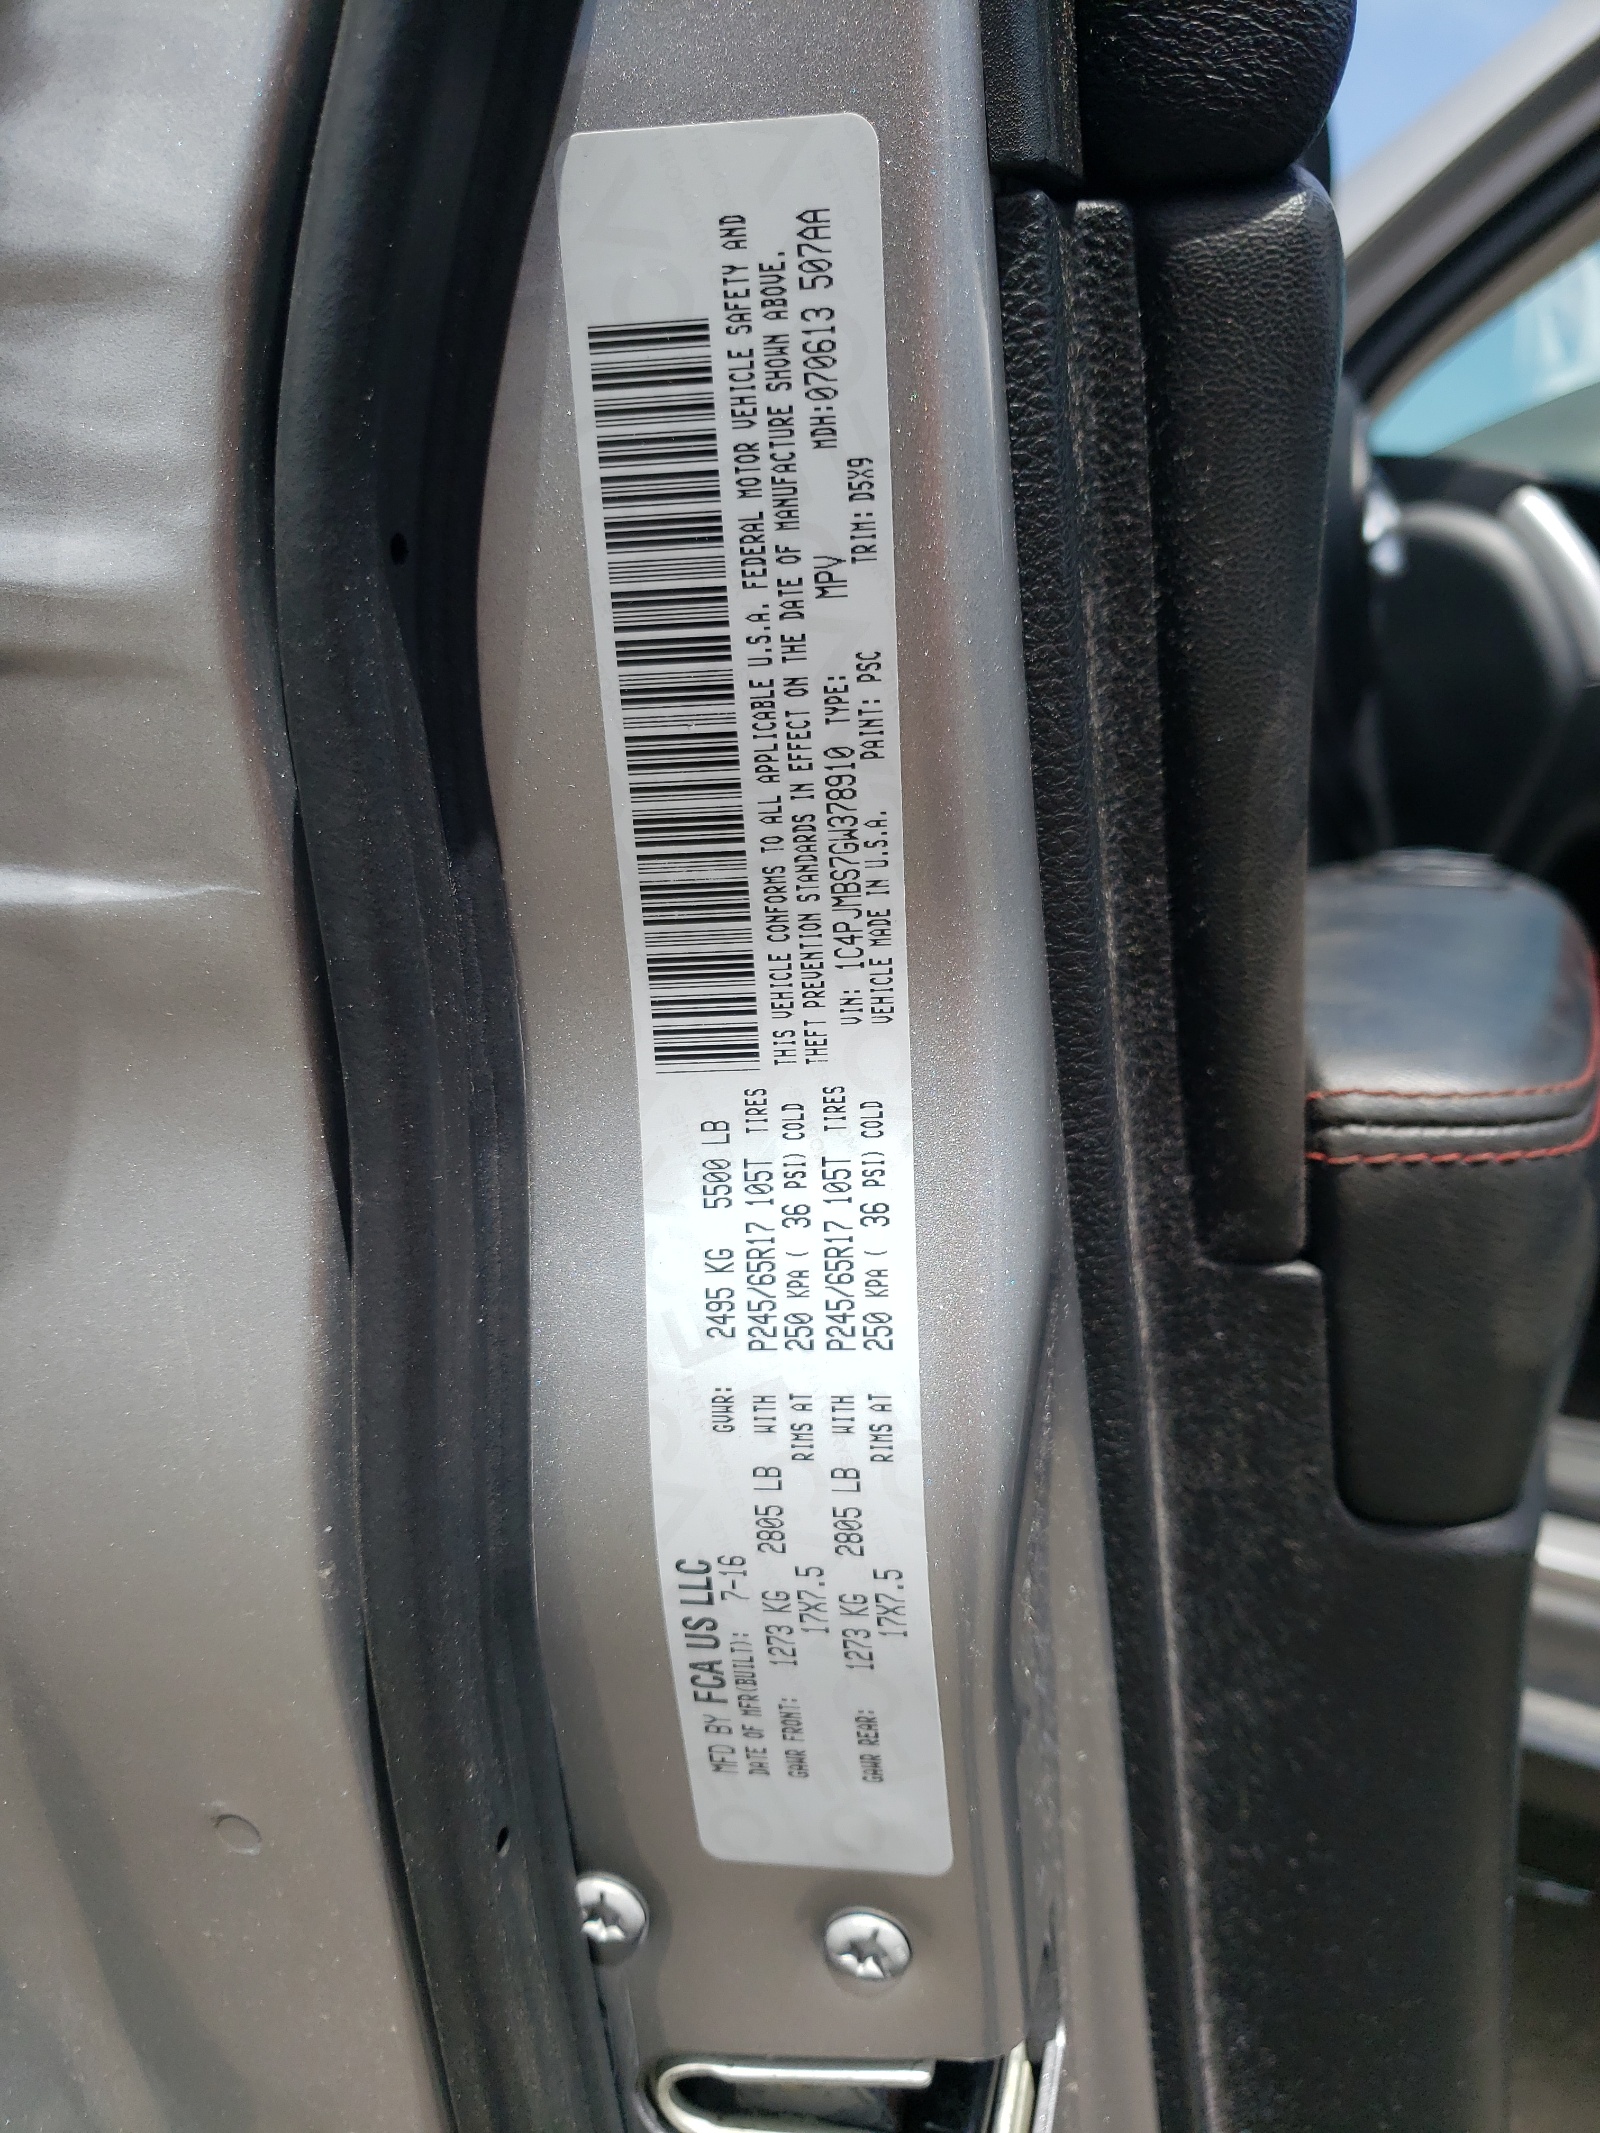 MFD BY FCA US LLC
DATE OF MFR(BUILT): 7-16 GVWR: 2495 KG 5500 LB
GAWR FRONT: 1273 KG 2805 LB WITH P245/65R17 105T TIRES
17X7.5 RIMS AT 250 KPA ( 36 PSI) COLD
GAWR REAR: 1273 KG 2805 LB WITH P245/65R17 105T TIRES
17X7.5 RIMS AT 250 KPA ( 36 PSI) COLD
THIS VEHICLE CONFORMS TO ALL APPLICABLE U.S.A. FEDERAL MOTOR VEHICLE SAFETY AND
THEFT PREVENTION STANDARDS IN EFFECT ON THE DATE OF MANUFACTURE SHOWN ABOVE.
VIN: 1C4PJMBS7GW378910 TYPE: MPV MDH:070613 507AA
VEHICLE MADE IN U.S.A. PAINT: PSC TRIM: D5X9